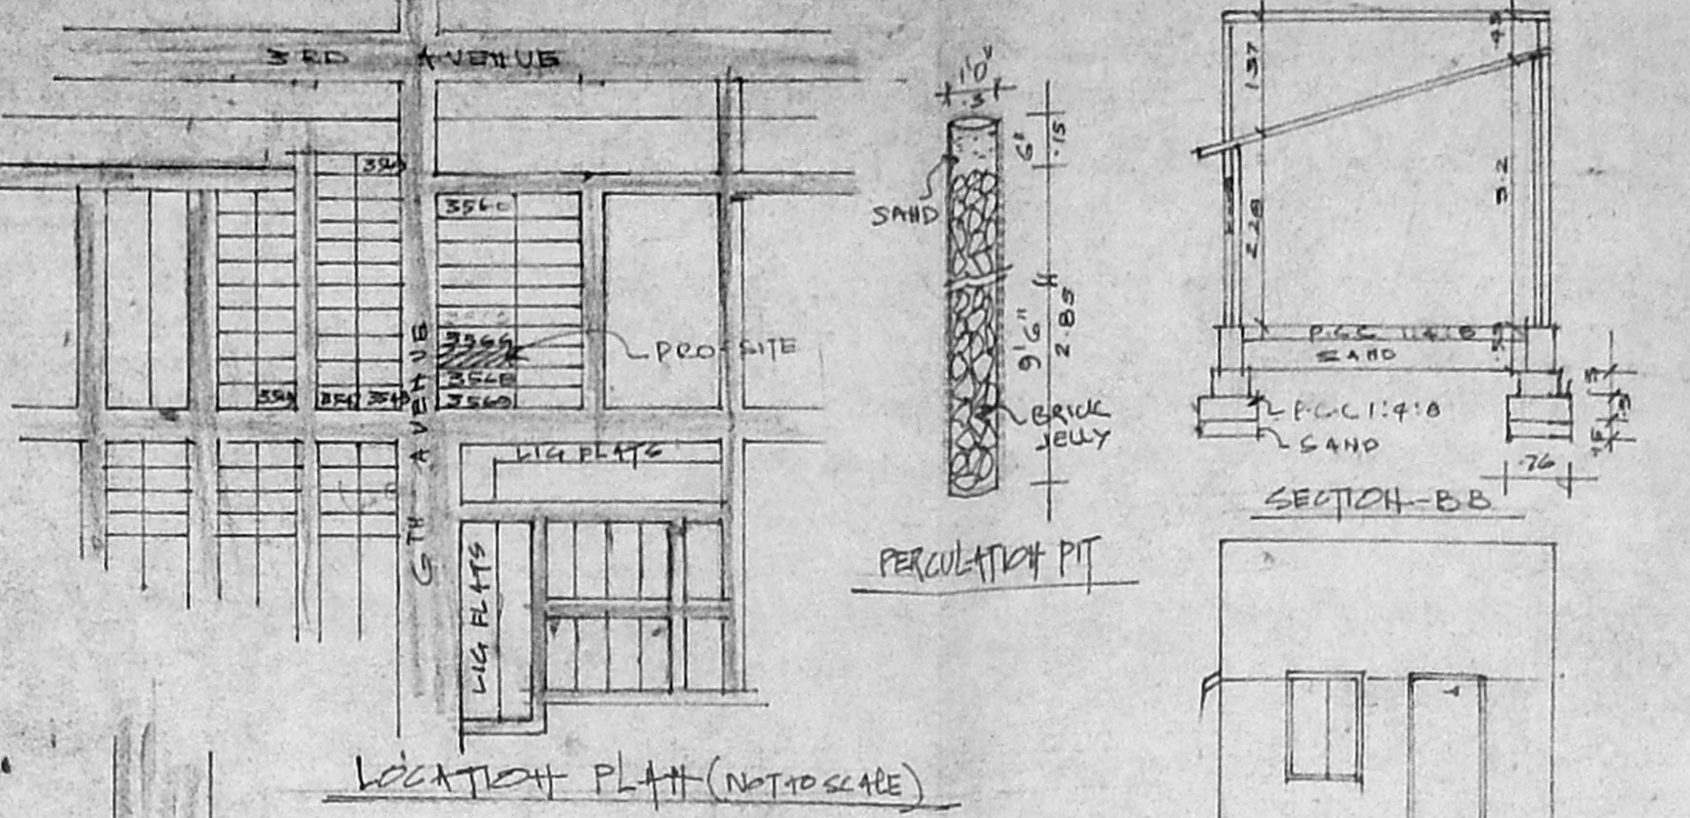 3RD AVENUE
3560
3568
3569
PRO-SITE
6TH AVENUE
LIG FLATS
LIG FLATS
LOCATION PLAN (NOT TO SCALE)
1'0"
.3
6"
.15
SAND
9'6"
2.85
BRICK
JELLY
PERCULATION PIT
1.37
3.2
2.28
P.C.C 1:4:8
SAND
P.C.C 1:4:8
SAND
.76
SECTION-BB